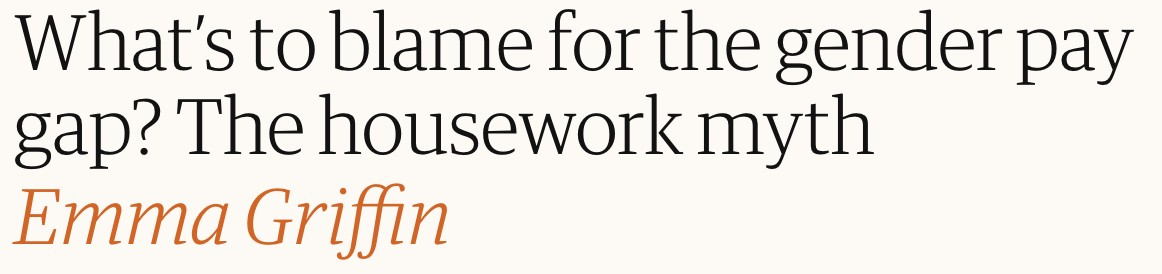 What’s to blame for the gender pay
gap? The housework myth
Emma Griffin